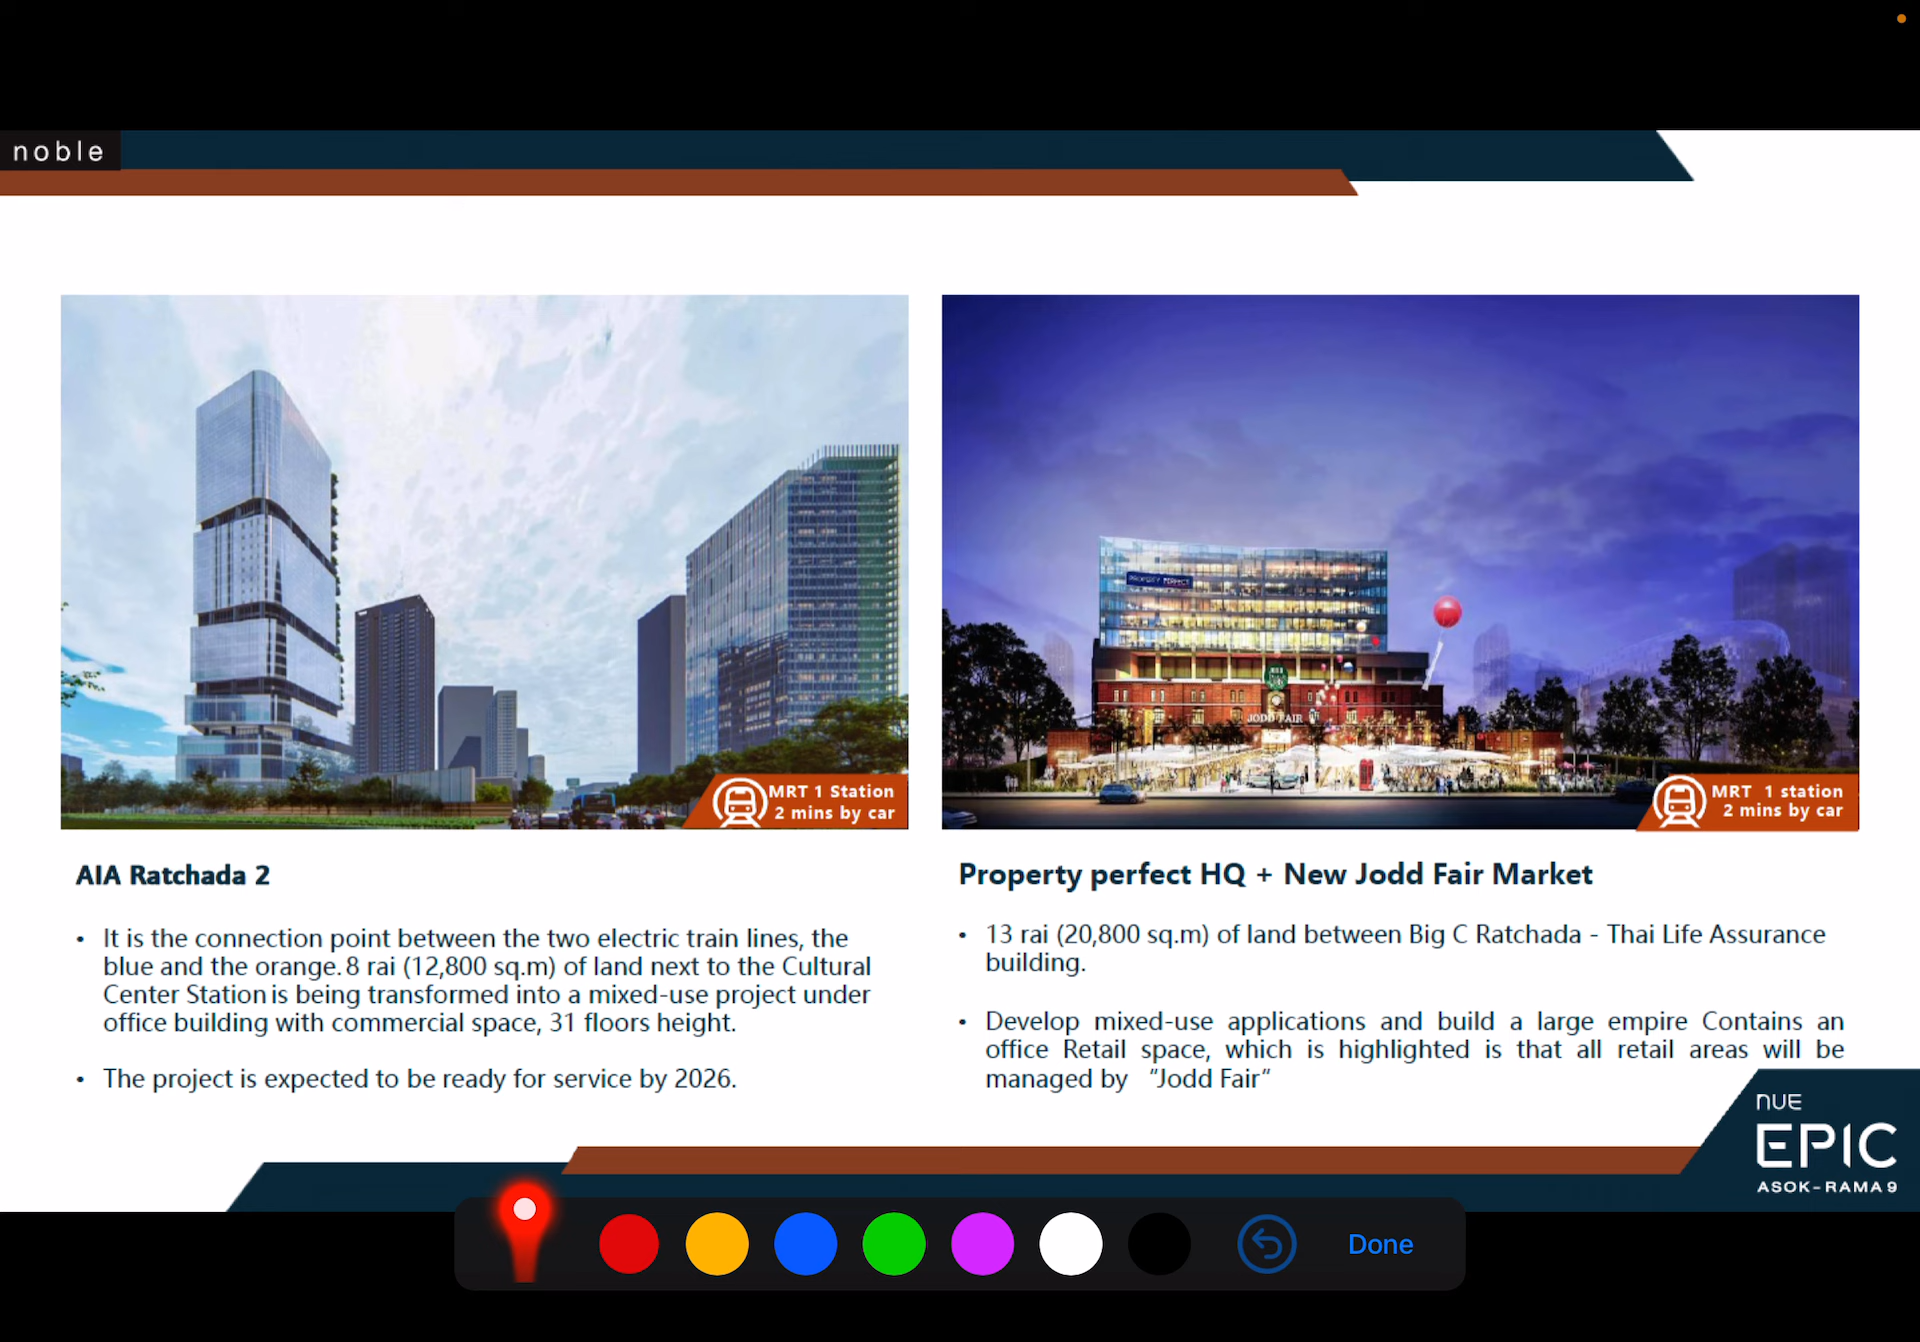 noble
PROPERTY PERFECT
JODD FAIR
MRT 1 Station
2 mins by car
MRT 1 station
2 mins by car
AIA Ratchada 2
• It is the connection point between the two electric train lines, the
blue and the orange. 8 rai (12,800 sq.m) of land next to the Cultural
Center Station is being transformed into a mixed-use project under
office building with commercial space, 31 floors height.
• The project is expected to be ready for service by 2026.
Property perfect HQ + New Jodd Fair Market
• 13 rai (20,800 sq.m) of land between Big C Ratchada - Thai Life Assurance
building.
• Develop mixed-use applications and build a large empire Contains an
office Retail space, which is highlighted is that all retail areas will be
managed by "Jodd Fair"
nue
EPIC
ASOK-RAMA 9
Done